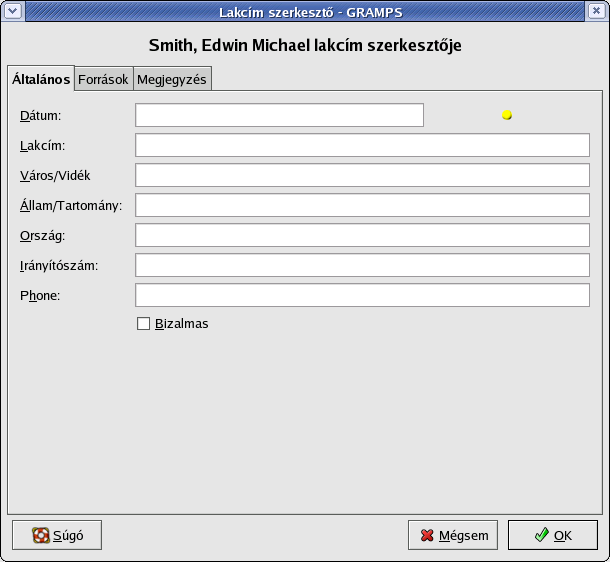 Lakcím szerkesztő - GRAMPS
Smith, Edwin Michael lakcím szerkesztője
Általános Források Megjegyzés
Dátum:
Lakcím:
Város/Vidék
Állam/Tartomány:
Ország:
Irányítószám:
Phone:
Bizalmas
Súgó Mégsem OK